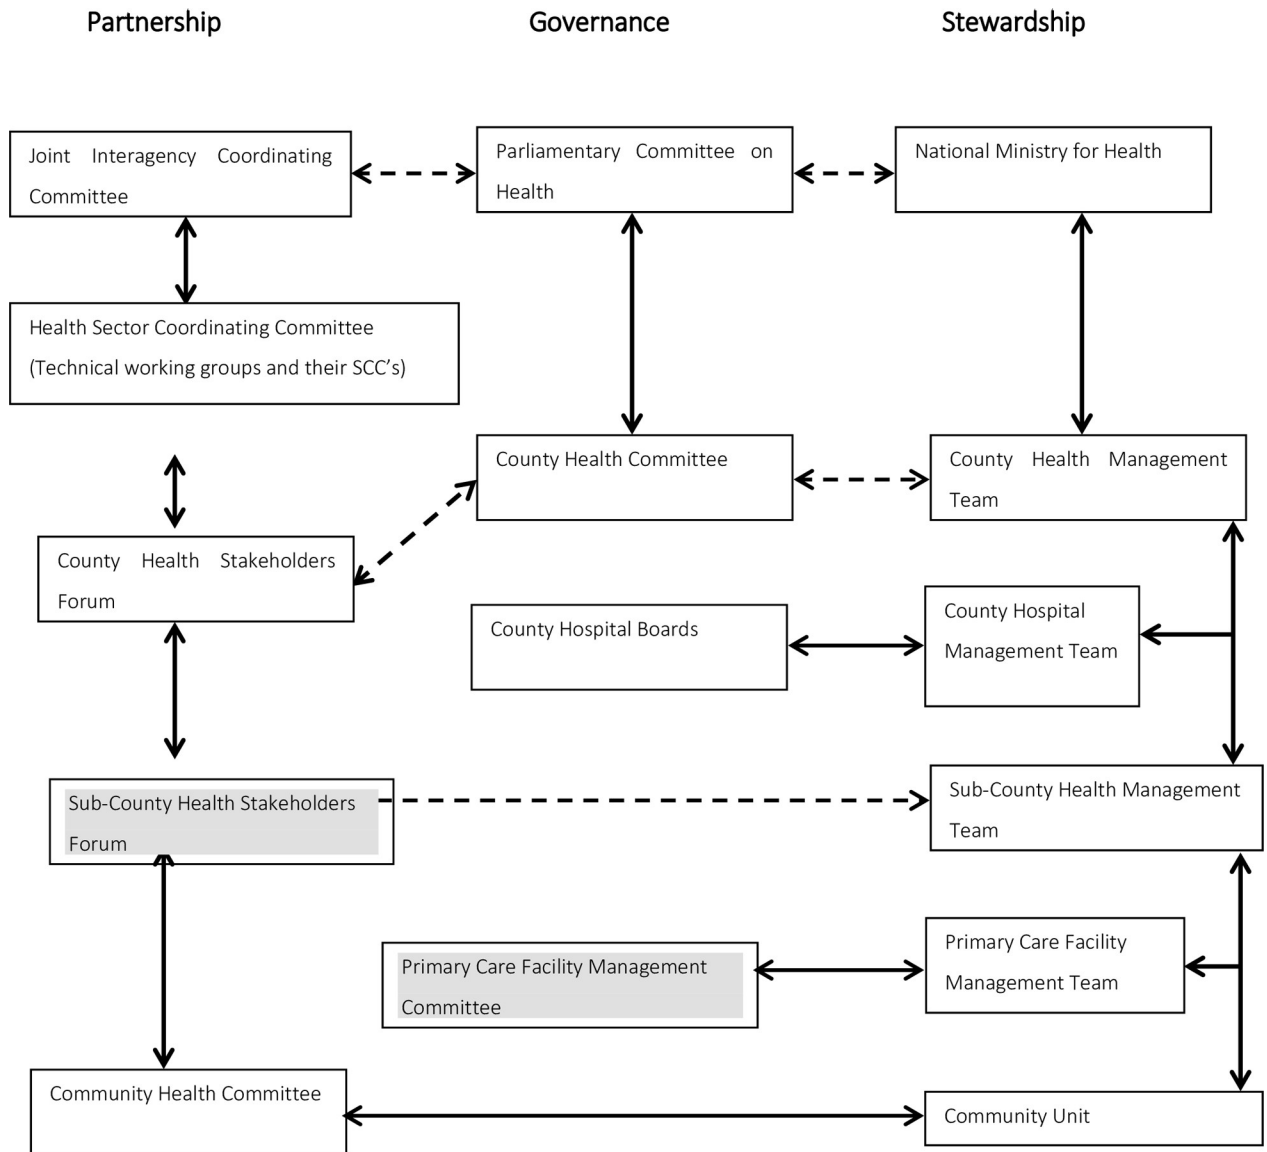 Partnership
Governance
Stewardship
Joint Interagency Coordinating
Committee
Parliamentary Committee on
Health
National Ministry for Health
Health Sector Coordinating Committee
(Technical working groups and their SCC’s)
County Health Committee
County Health Management
Team
County Health Stakeholders
Forum
County Hospital Boards
County Hospital
Management Team
Sub-County Health Stakeholders
Forum
Sub-County Health Management
Team
Primary Care Facility Management
Committee
Primary Care Facility
Management Team
Community Health Committee
Community Unit